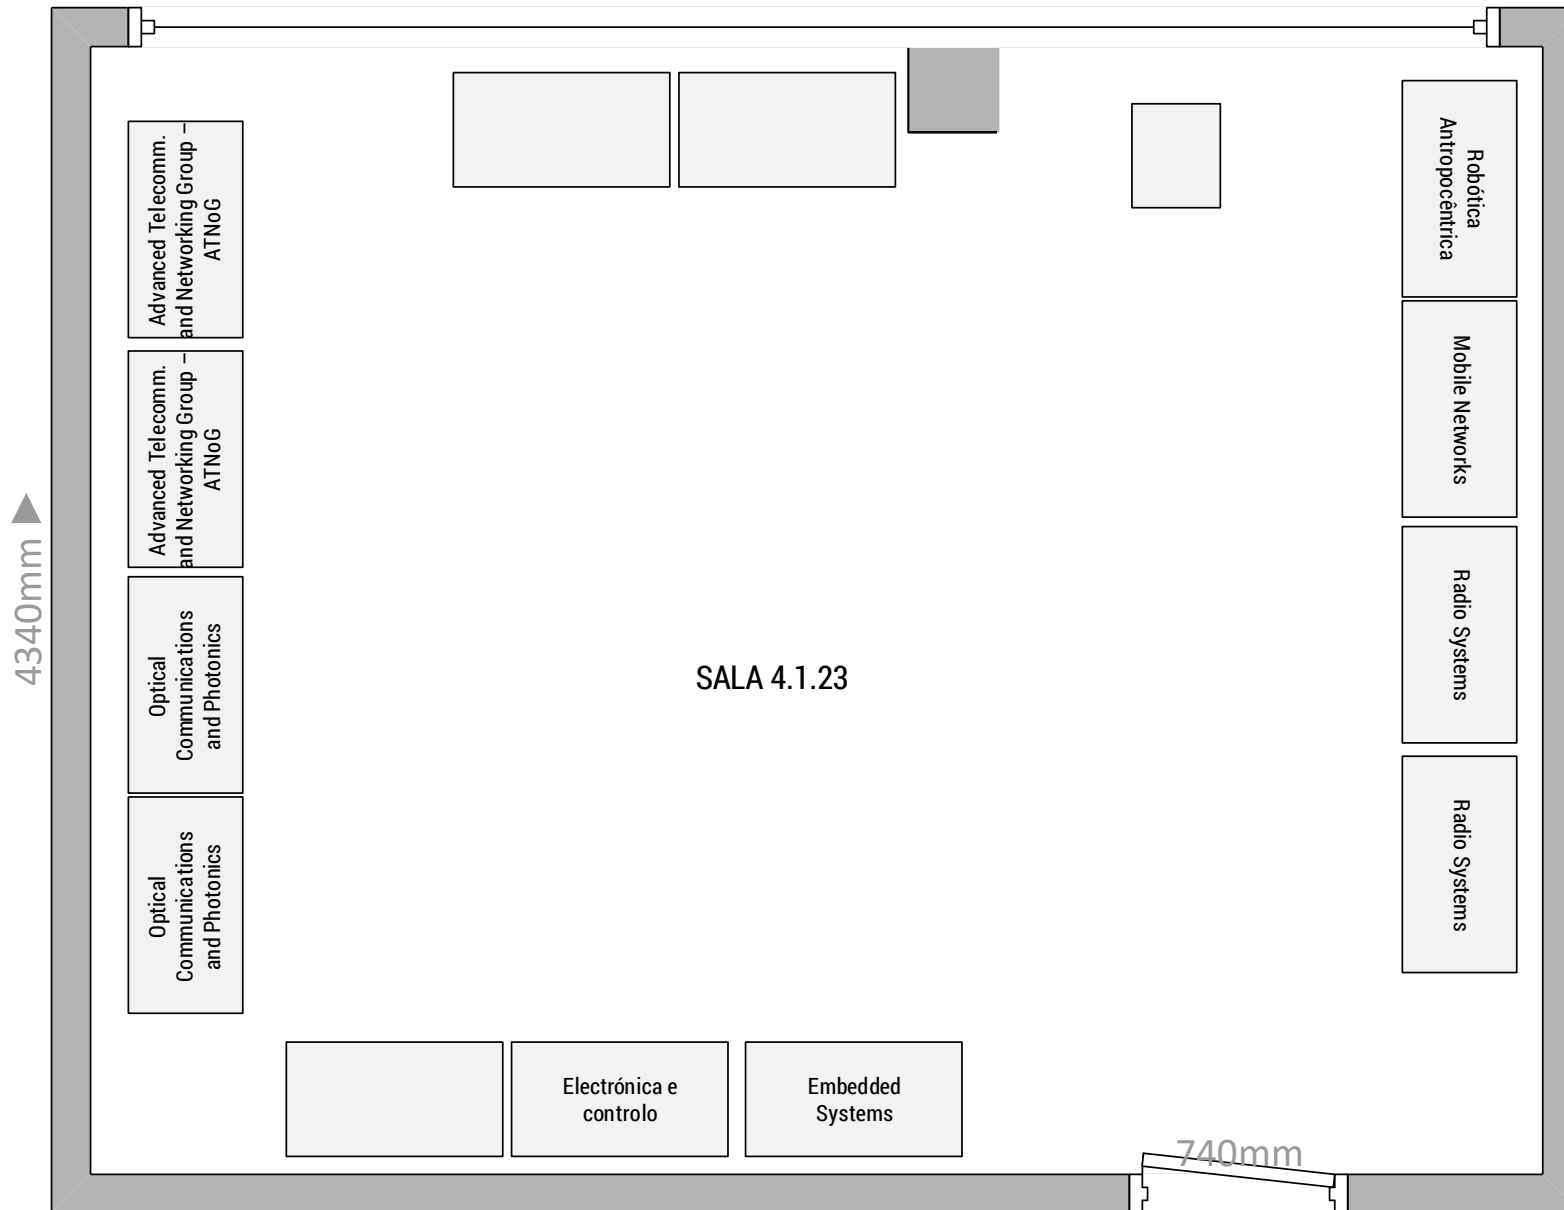 Advanced Telecomm.
and Networking Group –
ATNoG
Advanced Telecomm.
and Networking Group –
ATNoG
Optical
Communications
and Photonics
Optical
Communications
and Photonics
4340mm
SALA 4.1.23
Robótica
Antropocêntrica
Mobile Networks
Radio Systems
Radio Systems
Electrónica e
controlo
Embedded
Systems
740mm